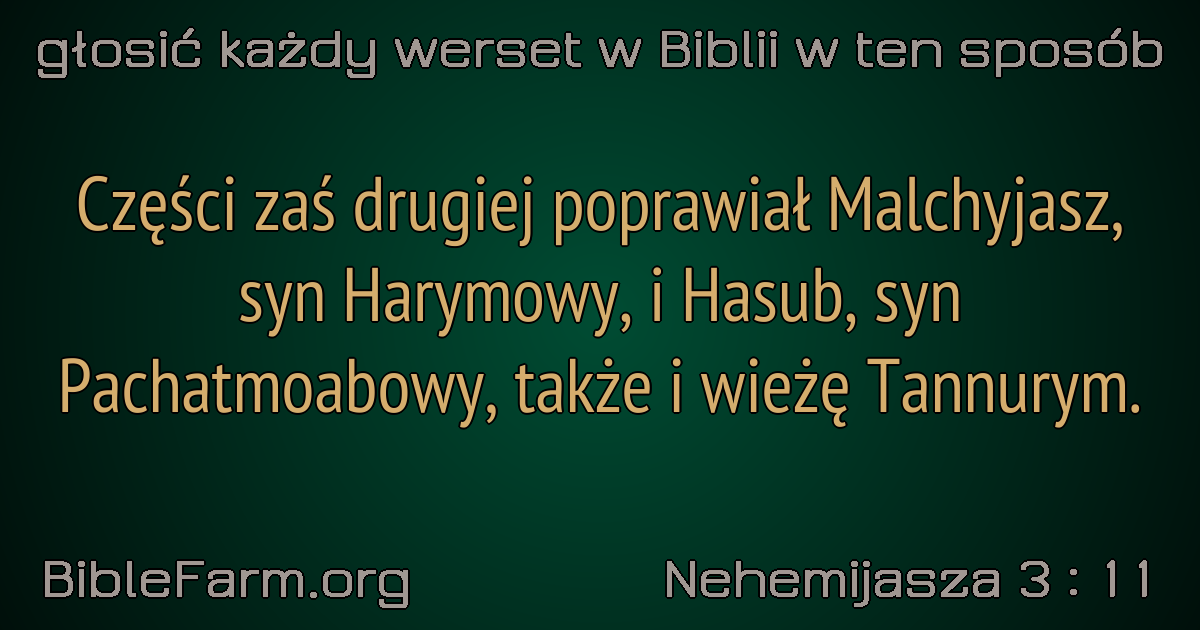 głosić każdy werset w Biblii w ten sposób
Części zaś drugiej poprawiał Malchyjasz,
syn Harymowy, i Hasub, syn
Pachatmoabowy, także i wieżę Tannurym.
BibleFarm.org
Nehemijasza 3 : 11